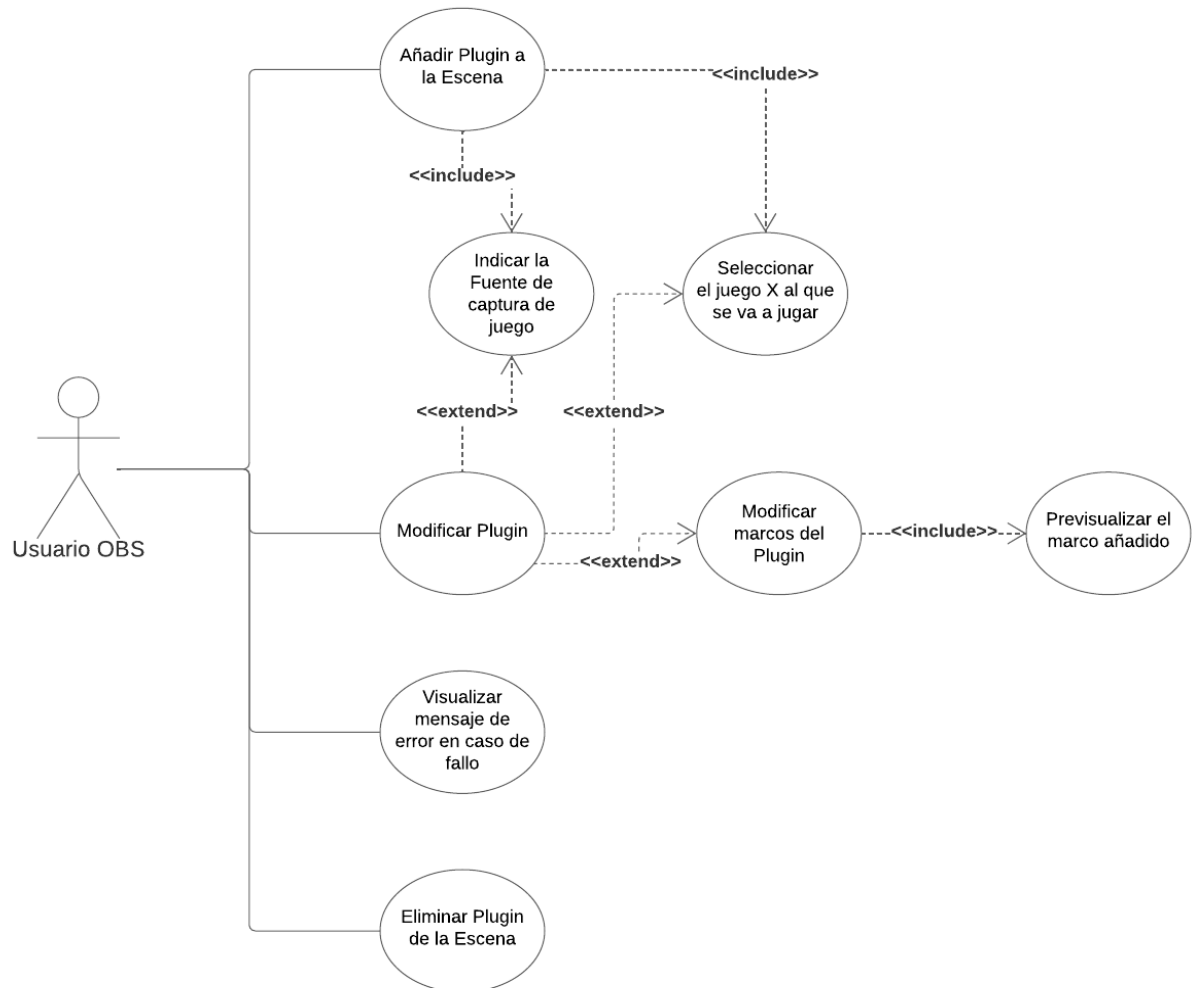 Añadir Plugin a
la Escena
<<include>>
<<include>>
Indicar la
Fuente de
captura de
juego
Seleccionar
el juego X al que
se va a jugar
<<extend>>
<<extend>>
Usuario OBS
Modificar Plugin
<<extend>>
Modificar
marcos del
Plugin
<<include>>
Previsualizar el
marco añadido
Visualizar
mensaje de
error en caso de
fallo
Eliminar Plugin
de la Escena